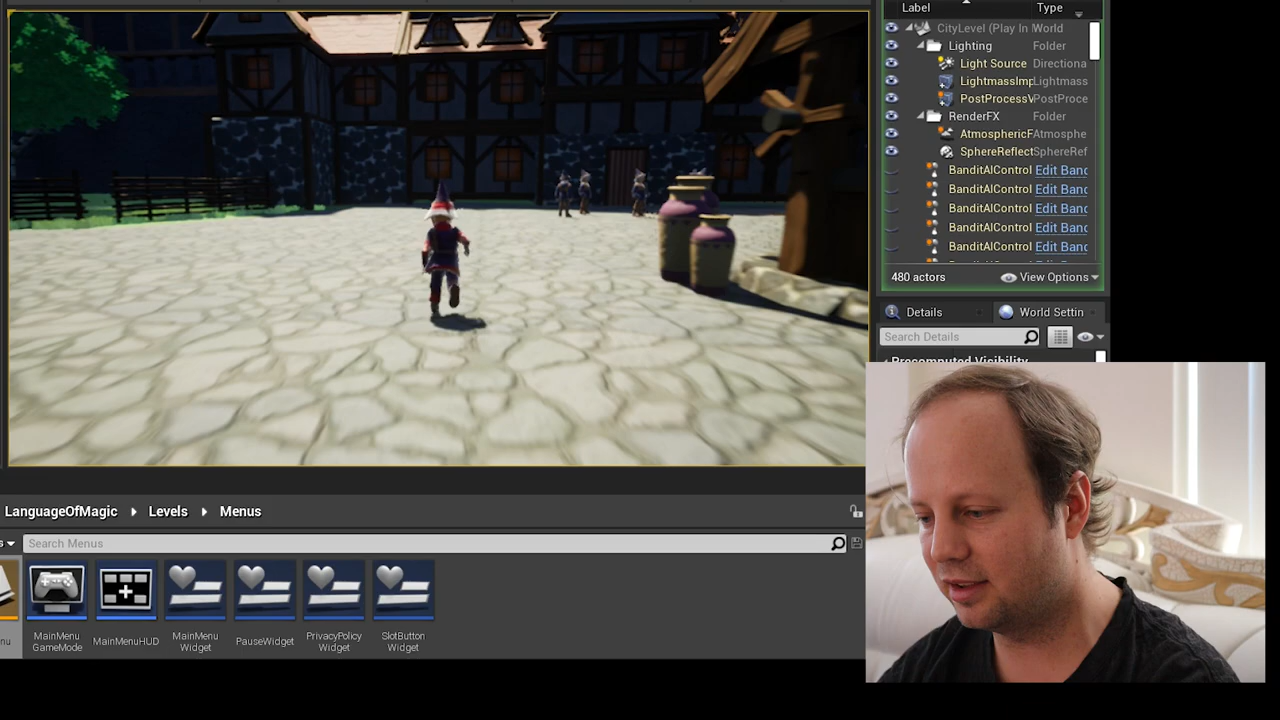 Label Type
CityLevel (Play In World
Lighting Folder
Light Source Directiona
LightmassImp Lightmass
PostProcessV PostProce
RenderFX Folder
AtmosphericF Atmosphe
SphereReflect SphereRef
BanditAIControl Edit Banc
BanditAIControl Edit Banc
BanditAIControl Edit Banc
BanditAIControl Edit Banc
BanditAIControl Edit Banc
480 actors View Options
Details World Settin
Search Details
Precomputed Visibility
LanguageOfMagic Levels Menus
Search Menus
nu
MainMenu
GameMode
MainMenuHUD
MainMenu
Widget
PauseWidget
PrivacyPolicy
Widget
SlotButton
Widget